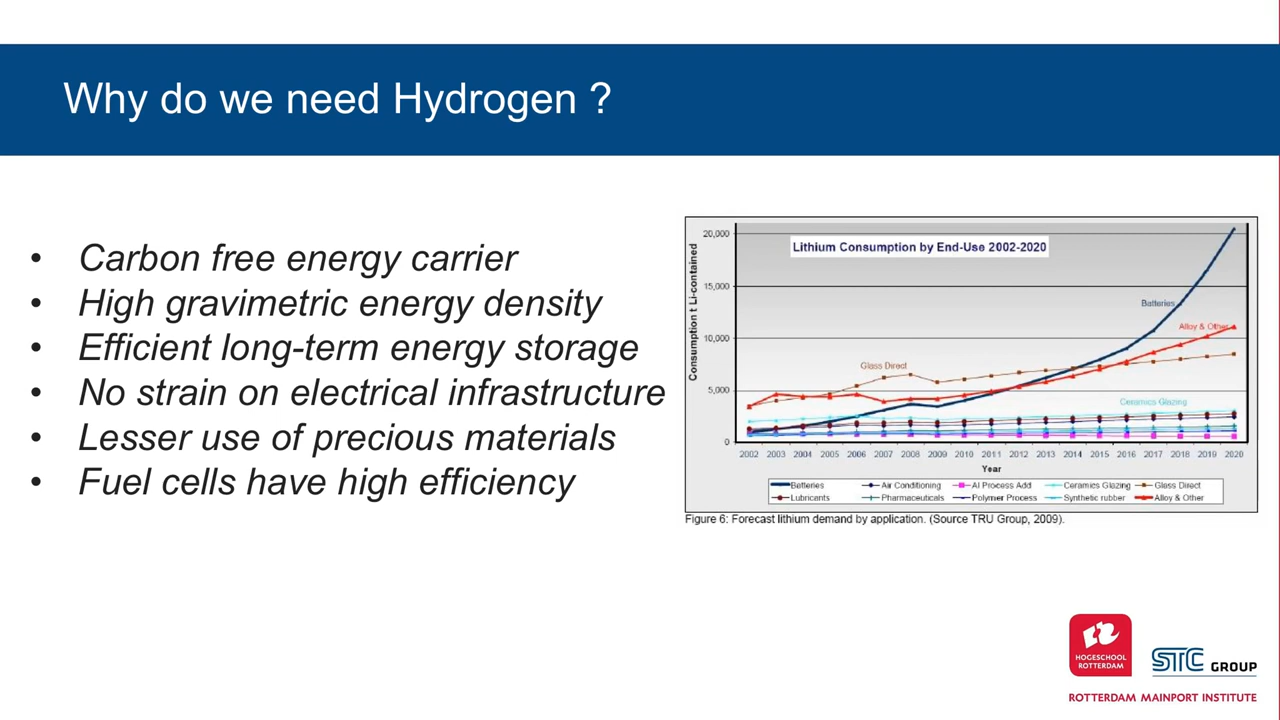 Why do we need Hydrogen ?
• Carbon free energy carrier
• High gravimetric energy density
• Efficient long-term energy storage
• No strain on electrical infrastructure
• Lesser use of precious materials
• Fuel cells have high efficiency
Lithium Consumption by End-Use 2002-2020
Consumption t Li-contained
20,000
15,000
10,000
5,000
0
Batteries
Alloy & Other
Glass Direct
Ceramics Glazing
2002 2003 2004 2005 2006 2007 2008 2009 2010 2011 2012 2013 2014 2015 2016 2017 2018 2019 2020
Year
Batteries Air Conditioning Al Process Add Ceramics Glazing Glass Direct
Lubricants Pharmaceuticals Polymer Process Synthetic rubber Alloy & Other
Figure 6: Forecast lithium demand by application. (Source TRU Group, 2009).
HOGESCHOOL
ROTTERDAM
STC GROUP
ROTTERDAM MAINPORT INSTITUTE